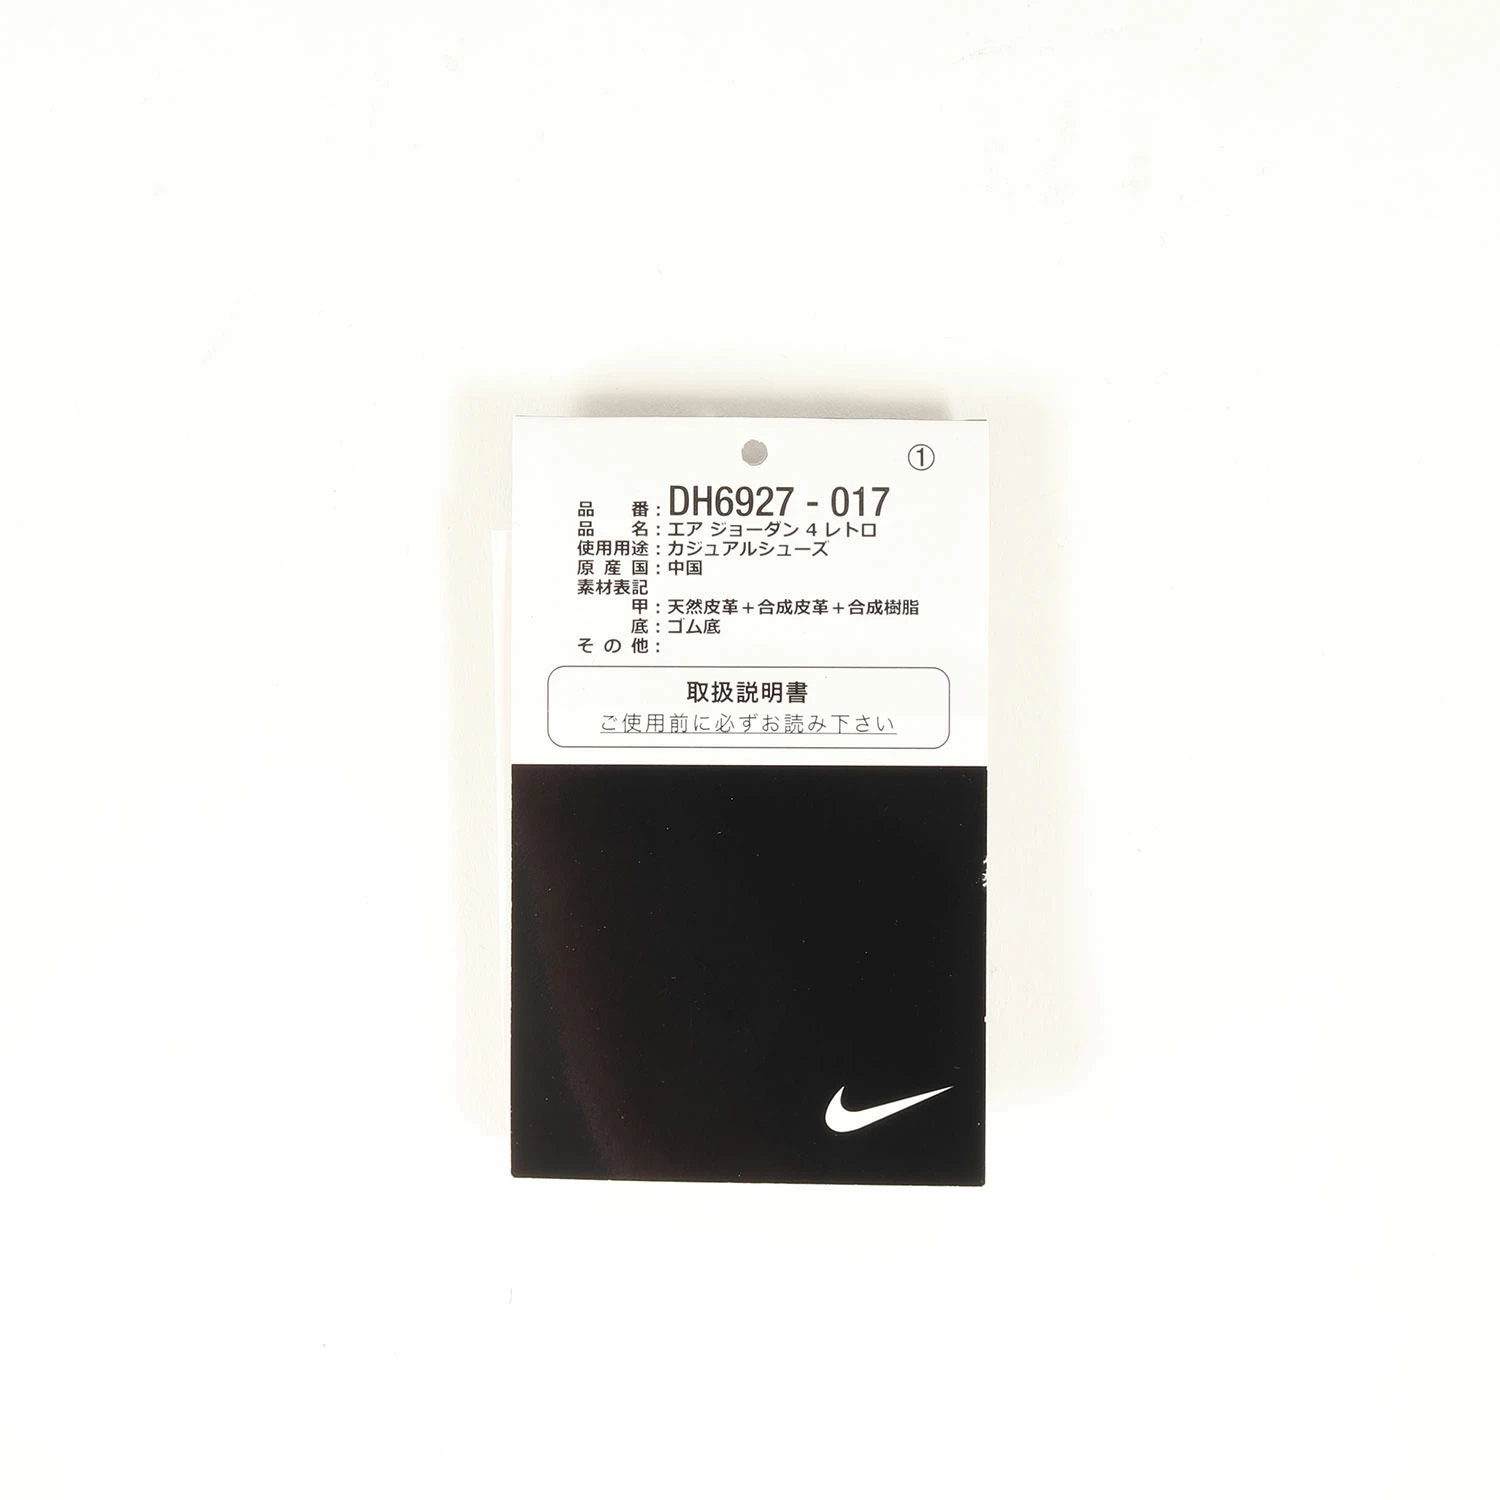 ①
品　番：DH6927 - 017
品　名：エア ジョーダン 4 レトロ
使用用途：カジュアルシューズ
原 産 国：中国
素材表記
甲：天然皮革＋合成皮革＋合成樹脂
底：ゴム底
そ の 他：
取扱説明書
ご使用前に必ずお読み下さい